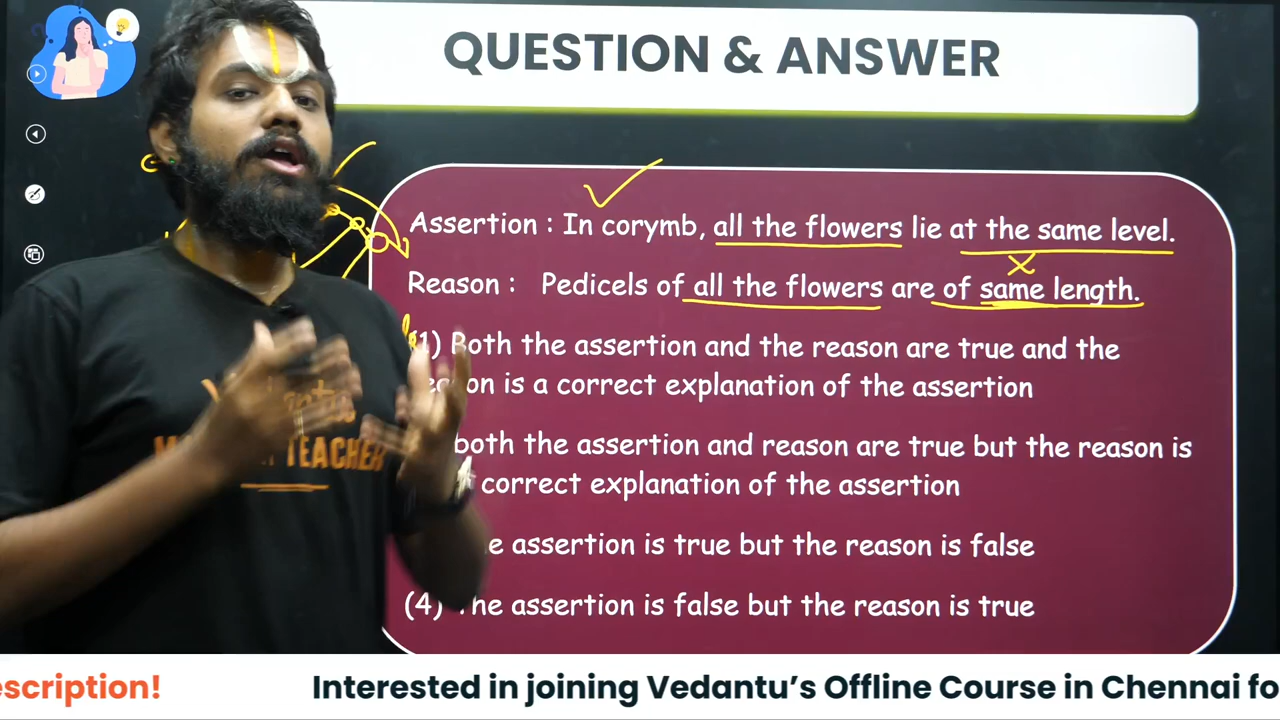 QUESTION & ANSWER
Assertion : In corymb, all the flowers lie at the same level.
Reason : Pedicels of all the flowers are of same length.
(1) Both the assertion and the reason are true and the
is a correct explanation of the assertion
both the assertion and reason are true but the reason is
correct explanation of the assertion
assertion is true but the reason is false
(4) The assertion is false but the reason is true
TEACHER
Interested in joining Vedantu's Offline Course in Chennai